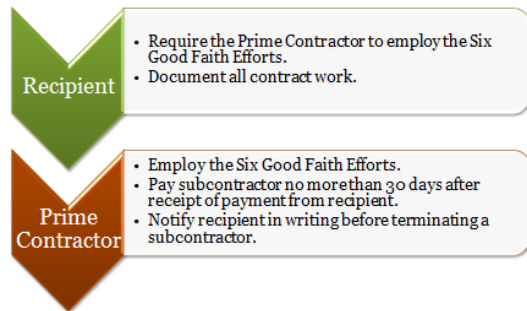 Recipient
• Require the Prime Contractor to employ the Six
Good Faith Efforts.
• Document all contract work.
Prime
Contractor
• Employ the Six Good Faith Efforts.
• Pay subcontractor no more than 30 days after
receipt of payment from recipient.
• Notify recipient in writing before terminating a
subcontractor.